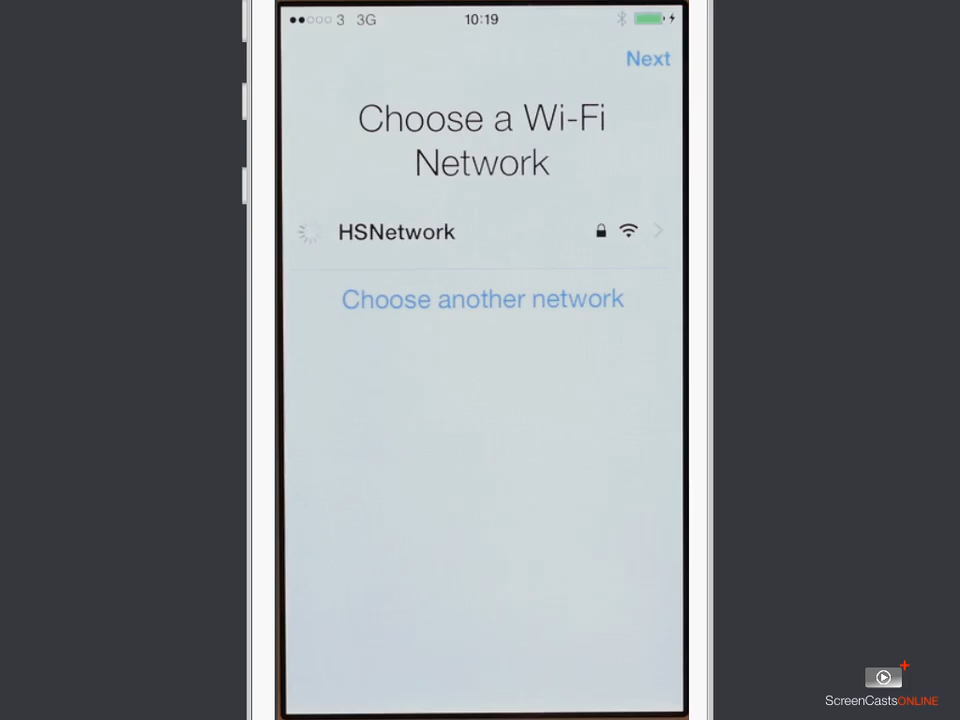 3 3G 10:19
Next
Choose a Wi-Fi
Network
HSNetwork
Choose another network
ScreenCastsONLINE